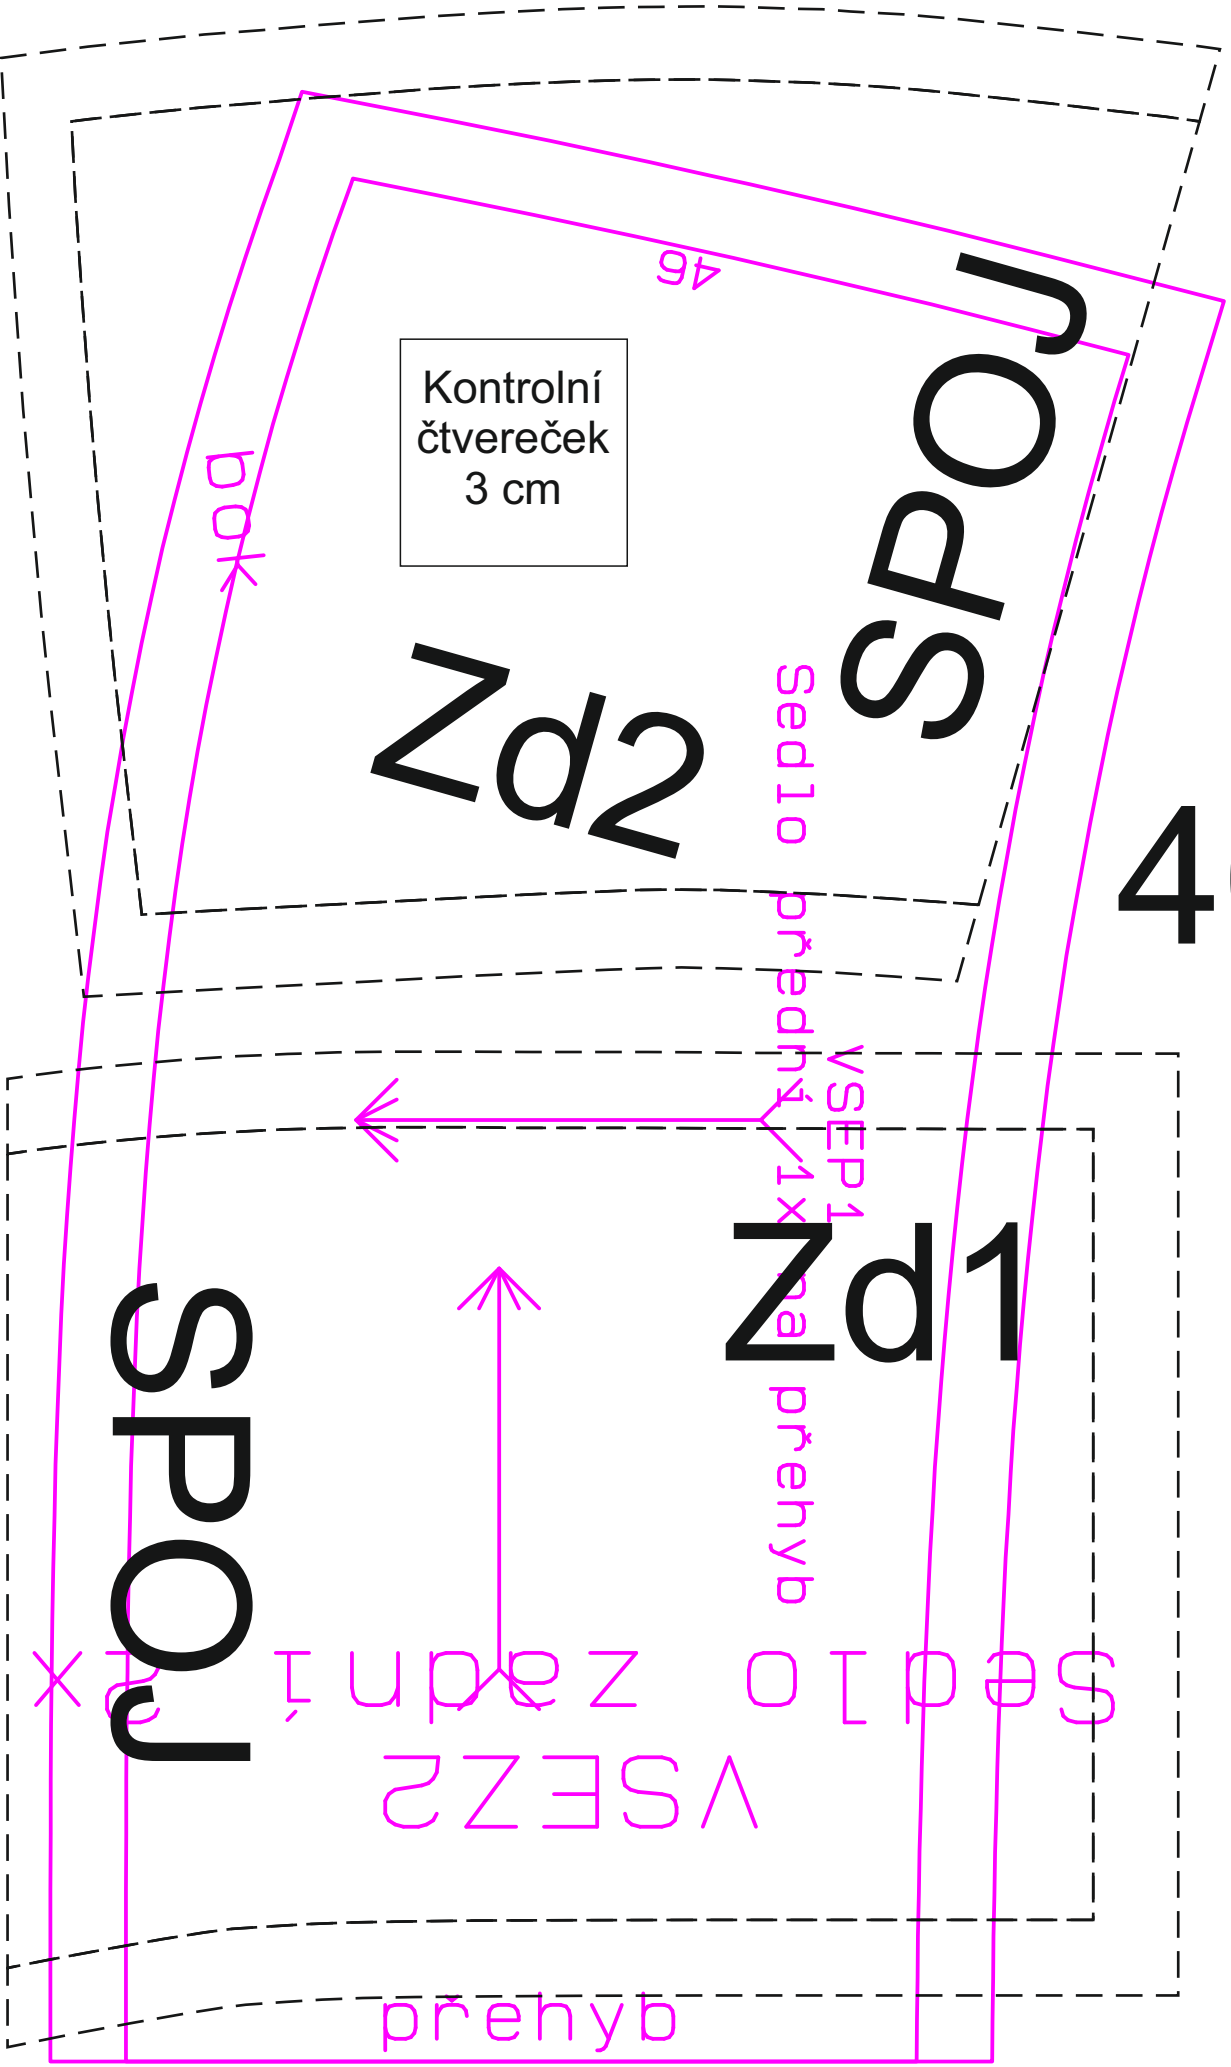 46
SPOJ
Kontrolní
čtvereček
3 cm
bok
Zd2
Sedlo přední 1x na přehyb
VSEP1
Zd1
SPOJ
Sedlo zadní 2x
VSEZ2
přehyb